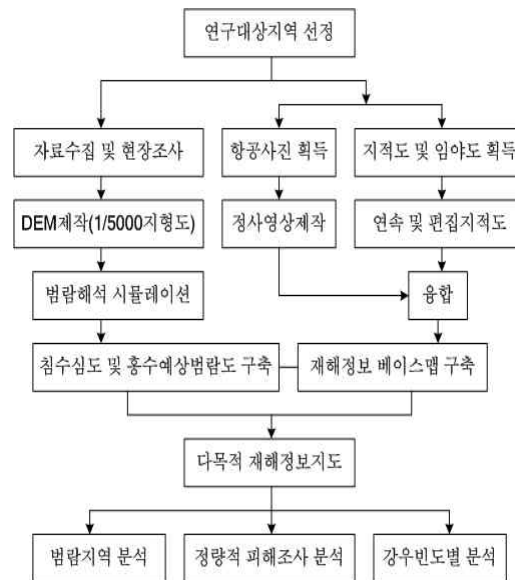 연구대상지역 선정
자료수집 및 현장조사
항공사진 획득
지적도 및 임야도 획득
DEM제작(1/5000지형도)
정사영상제작
연속 및 편집지적도
범람해석 시뮬레이션
융합
침수심도 및 홍수예상범람도 구축
재해정보 베이스맵 구축
다목적 재해정보지도
범람지역 분석
정량적 피해조사 분석
강우빈도별 분석